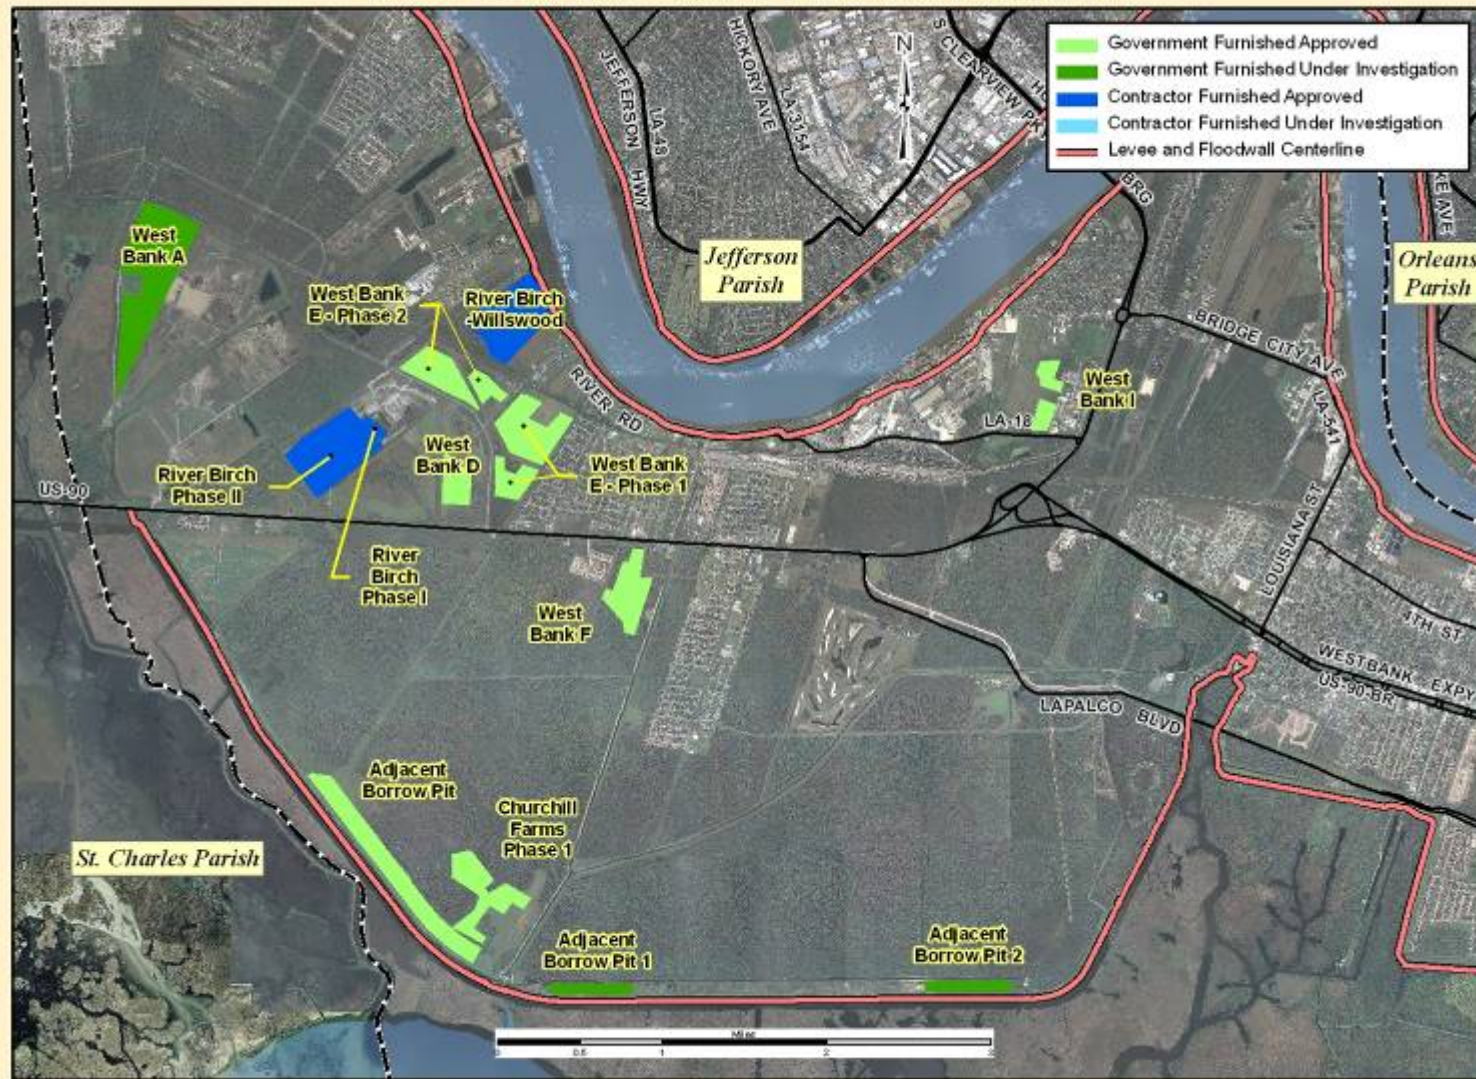 Government Furnished Approved
Government Furnished Under Investigation
Contractor Furnished Approved
Contractor Furnished Under Investigation
Levee and Floodwall Centerline
N
S CLEARVIEW PK
HICKORY AVE
LA-3154
JEFFERSON HWY
LA-48
BRG
KE AVE
West
Bank A
Jefferson
Parish
Orleans
Parish
West Bank
E - Phase 2
River Birch
-Willswood
RIVER RD
BRIDGE CITY AVE
LA-541
West
Bank I
LA-18
West
Bank D
West Bank
E - Phase 1
River Birch
Phase II
US-90
River
Birch
Phase I
LOUISIANA ST
West
Bank F
4TH ST
WESTBANK EXPY
US-90-BR
LAPALCO BLVD
Adjacent
Borrow Pit
Churchill
Farms
Phase 1
St. Charles Parish
Adjacent
Borrow Pit 1
Adjacent
Borrow Pit 2
Miles
0 0.5 1 2 3